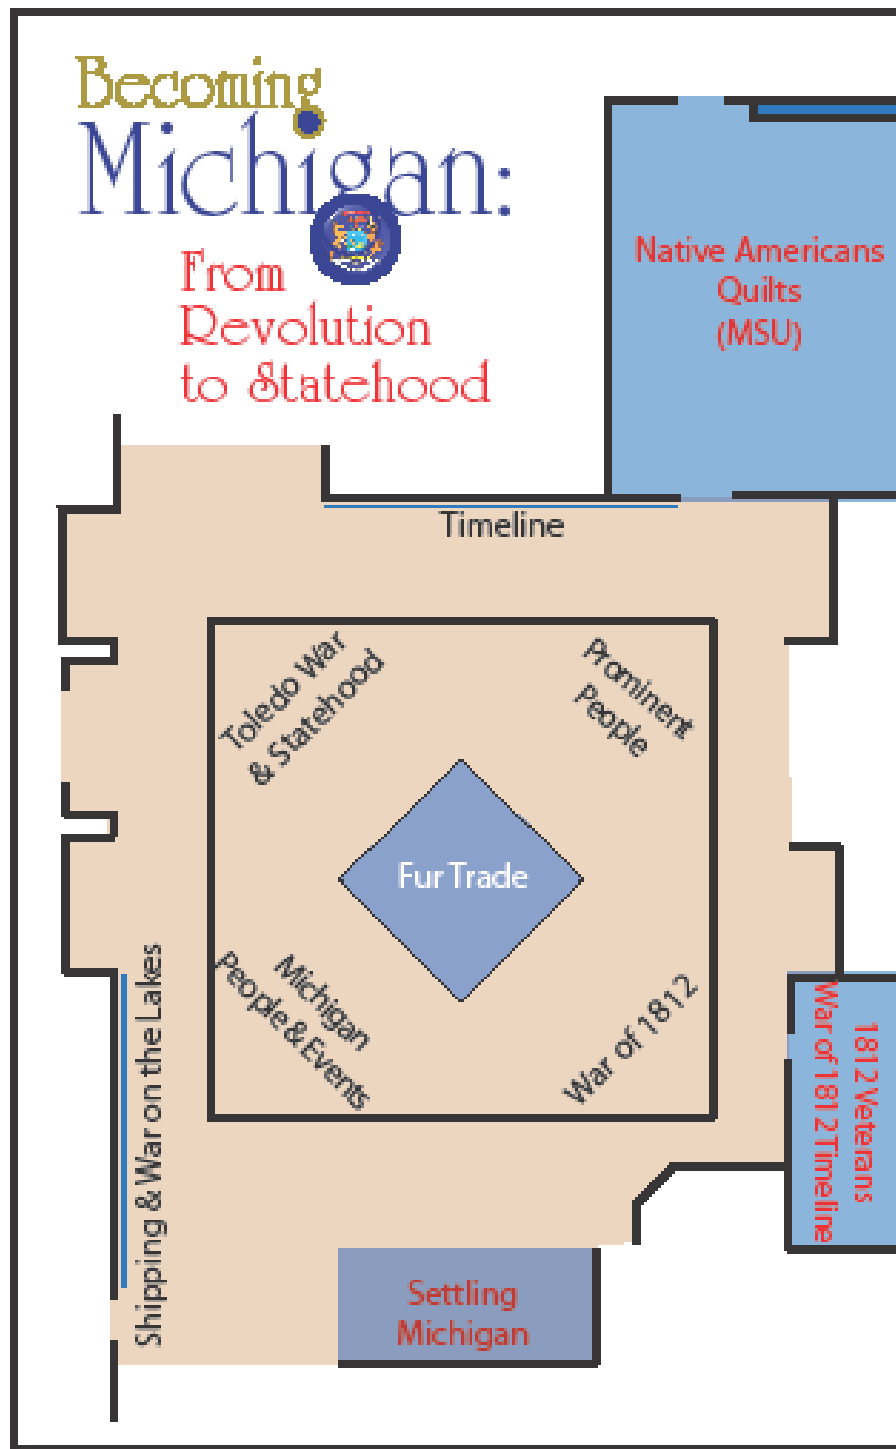 Becoming
Michigan:
From
Revolution
to Statehood
Native Americans
Quilts
(MSU)
Timeline
Toledo War
& Statehood
Prominent
People
Fur Trade
Michigan
People & Events
War of 1812
Shipping & War on the Lakes
1812 Veterans
War of 1812 Timeline
Settling
Michigan